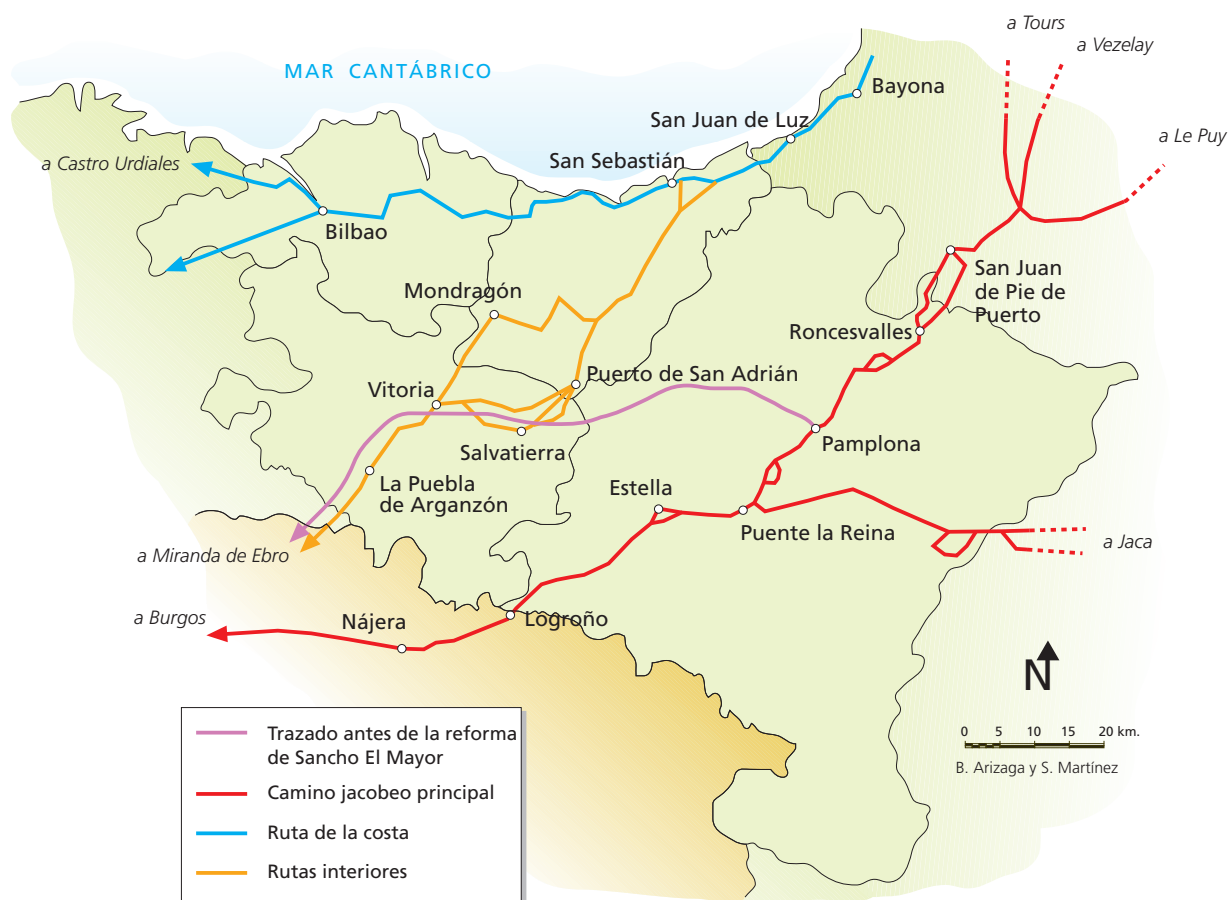 a Tours
a Vezelay
MAR CANTÁBRICO
Bayona
San Juan de Luz
a Le Puy
San Sebastián
a Castro Urdiales
Bilbao
San Juan
de Pie de
Puerto
Mondragón
Roncesvalles
Puerto de San Adrián
Vitoria
Pamplona
Salvatierra
La Puebla
de Arganzón
Estella
Puente la Reina
a Jaca
a Miranda de Ebro
a Burgos
Nájera
Logroño
N
0 5 10 15 20 km.
B. Arizaga y S. Martínez
Trazado antes de la reforma
de Sancho El Mayor
Camino jacobeo principal
Ruta de la costa
Rutas interiores